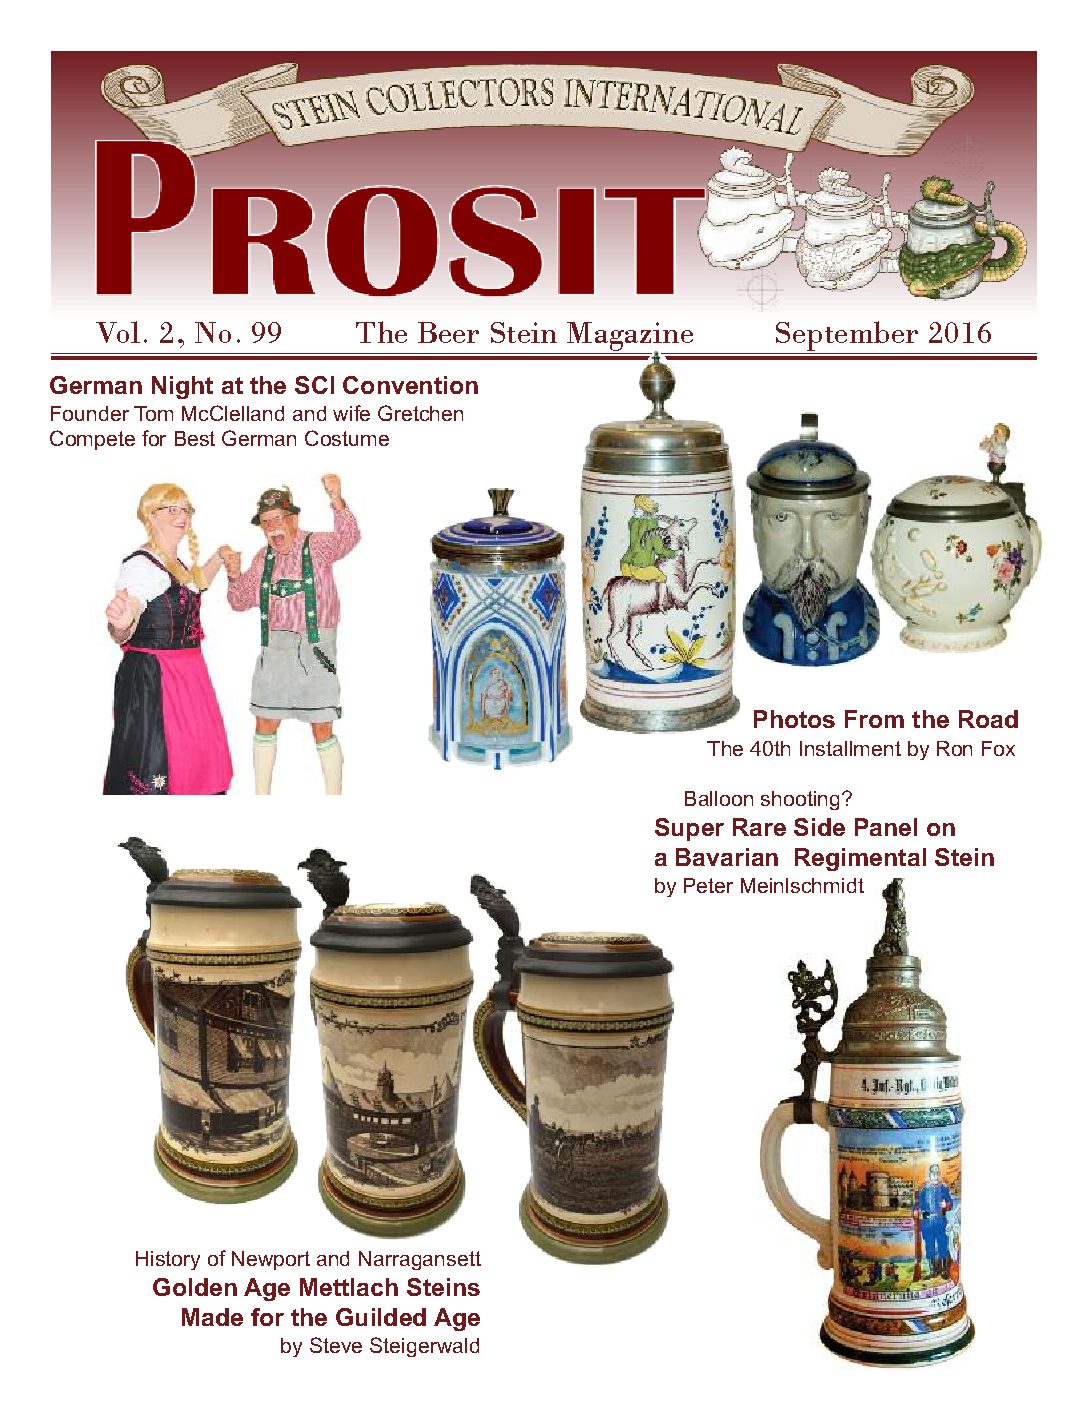 STEIN COLLECTORS INTERNATIONAL
PROSIT
Vol. 2, No. 99 The Beer Stein Magazine September 2016
German Night at the SCI Convention
Founder Tom McClelland and wife Gretchen
Compete for Best German Costume
Photos From the Road
The 40th Installment by Ron Fox
Balloon shooting?
Super Rare Side Panel on
a Bavarian Regimental Stein
by Peter Meinlschmidt
4. Inf.-Rgt.,
History of Newport and Narragansett
Golden Age Mettlach Steins
Made for the Guilded Age
by Steve Steigerwald